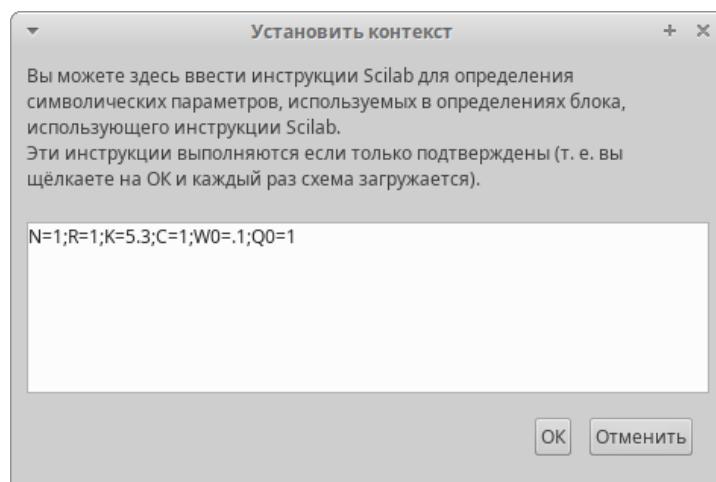 Установить контекст
Вы можете здесь ввести инструкции Scilab для определения
символических параметров, используемых в определениях блока,
использующего инструкции Scilab.
Эти инструкции выполняются если только подтверждены (т. е. вы
щёлкаете на ОК и каждый раз схема загружается).
N=1;R=1;K=5.3;C=1;W0=.1;Q0=1
ОК Отменить